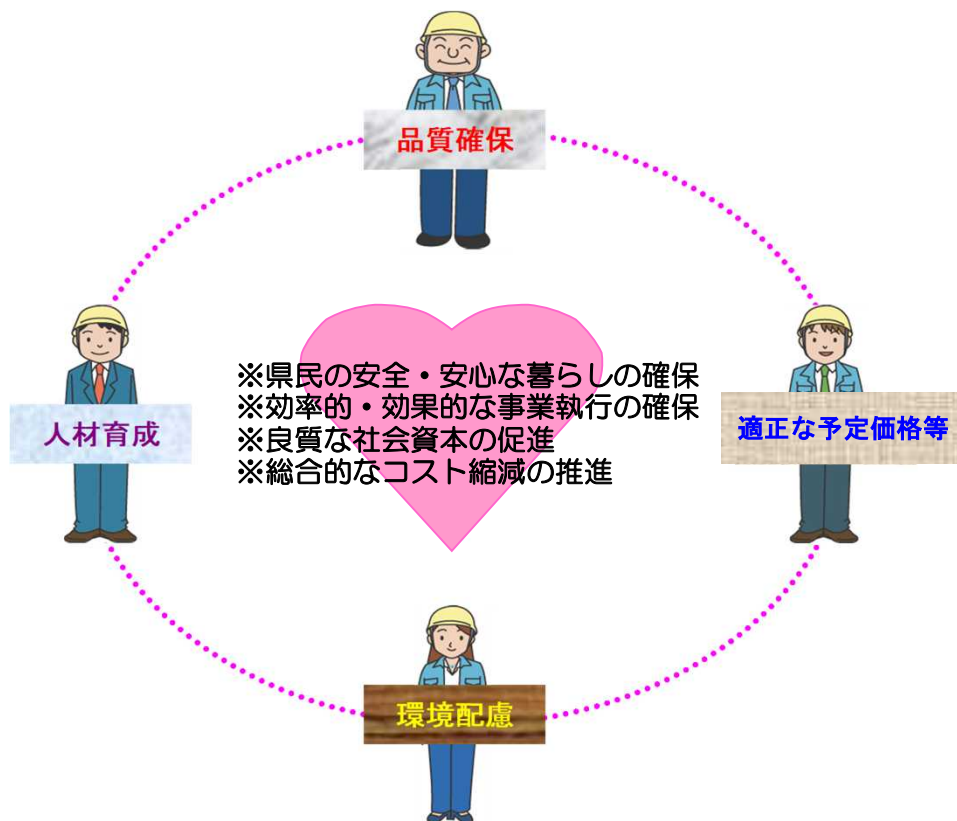 品質確保
※県民の安全・安心な暮らしの確保
※効率的・効果的な事業執行の確保
※良質な社会資本の促進
※総合的なコスト縮減の推進
人材育成
適正な予定価格等
環境配慮